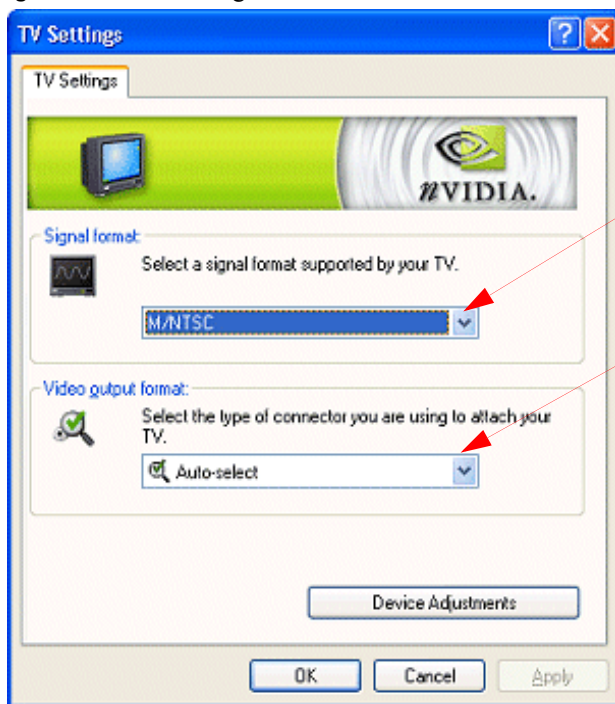 TV Settings
TV Settings
NVIDIA.
Signal format:
Select a signal format supported by your TV.
M/NTSC
Video output format:
Select the type of connector you are using to attach your
TV.
Auto-select
Device Adjustments
OK
Cancel
Apply